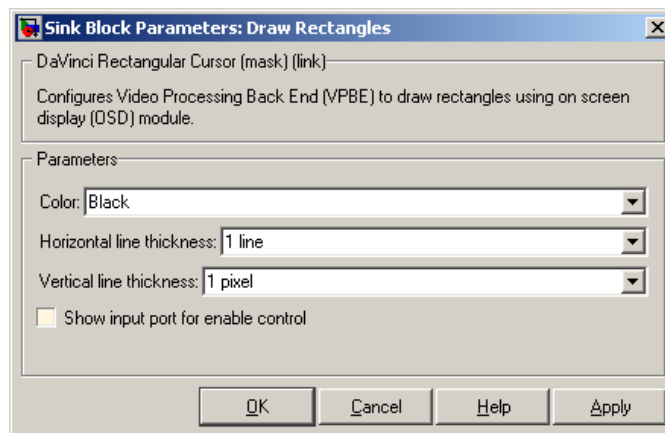 Sink Block Parameters: Draw Rectangles
DaVinci Rectangular Cursor (mask) (link)
Configures Video Processing Back End (VPBE) to draw rectangles using on screen
display (OSD) module.
Parameters
Color: Black
Horizontal line thickness: 1 line
Vertical line thickness: 1 pixel
Show input port for enable control
OK Cancel Help Apply